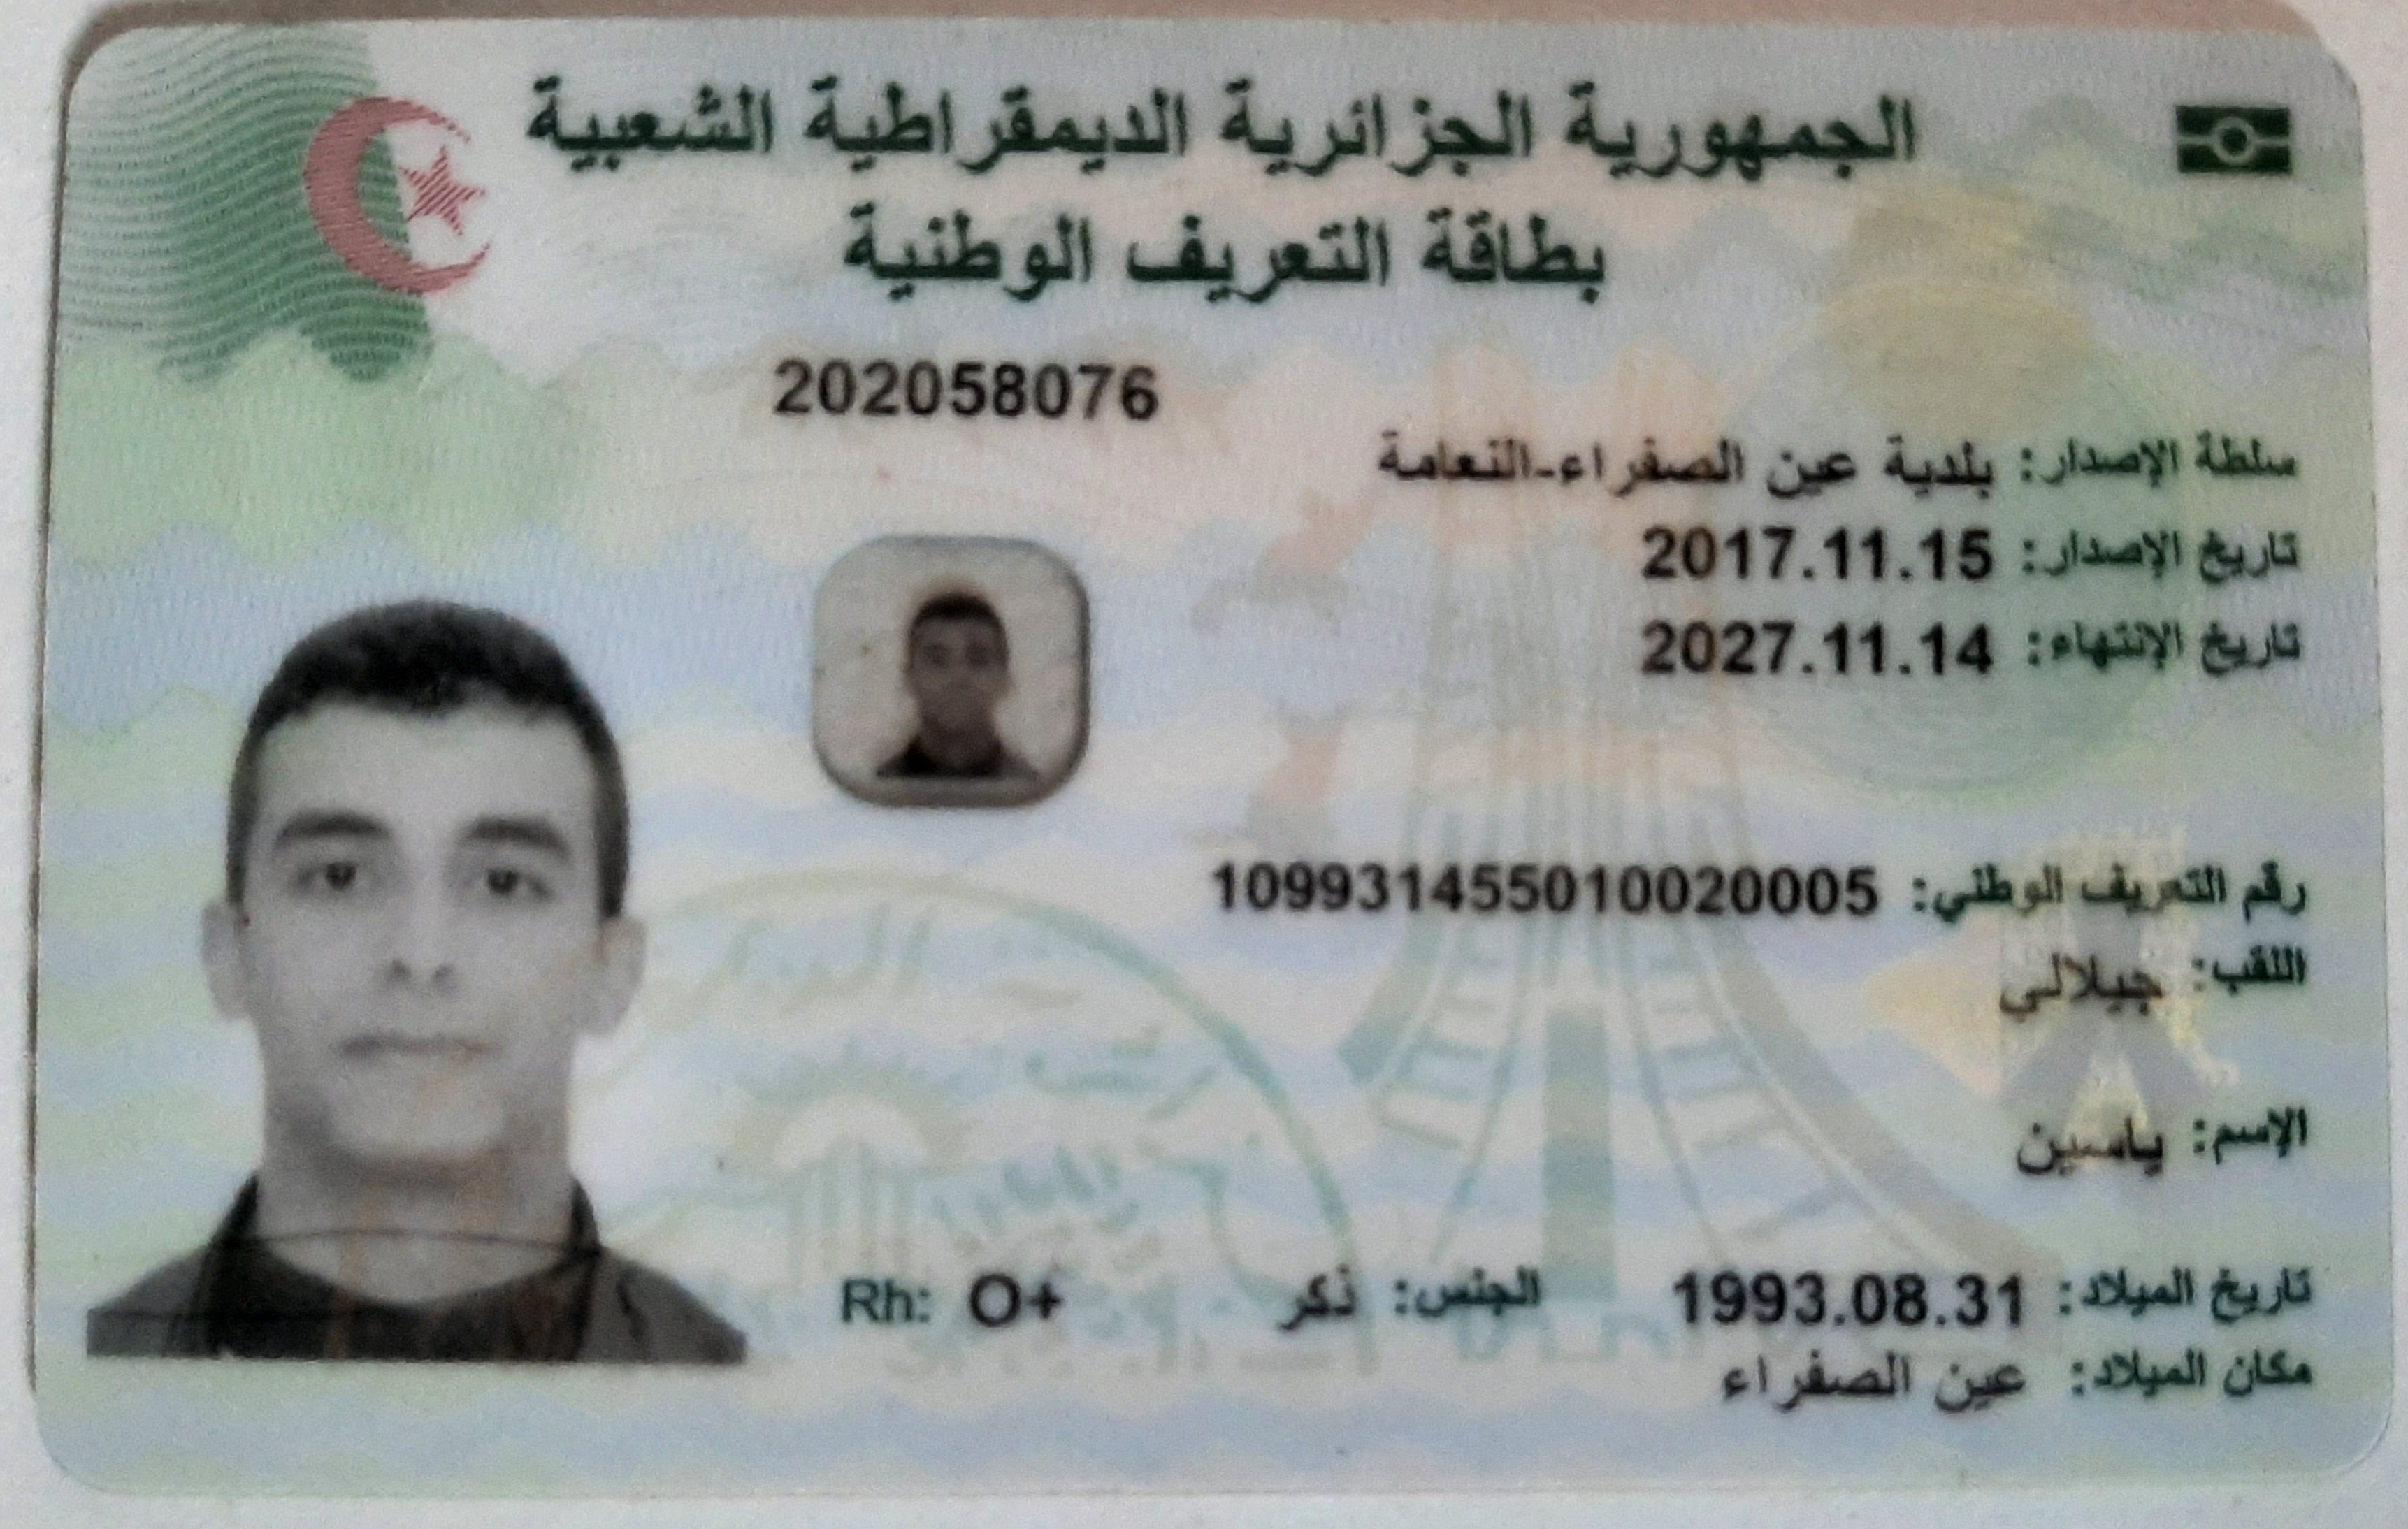 الجمهورية الجزائرية الديمقراطية الشعبية
بطاقة التعريف الوطنية
202058076
سلطة الإصدار: بلدية عين الصفراء-النعامة
تاريخ الإصدار: 2017.11.15
تاريخ الإنتهاء: 2027.11.14
رقم التعريف الوطني: 109931455010020005
اللقب: جيلالي
الإسم: ياسين
تاريخ الميلاد: 1993.08.31 الجنس: ذكر Rh: O+
مكان الميلاد: عين الصفراء